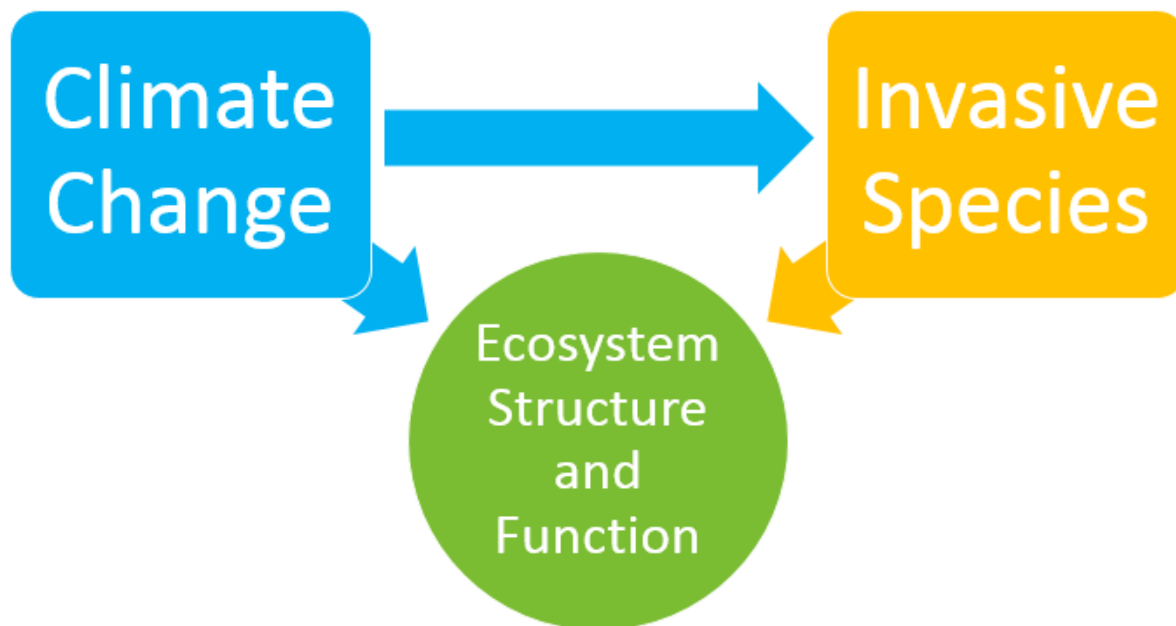 Climate
Change
Invasive
Species
Ecosystem
Structure
and
Function